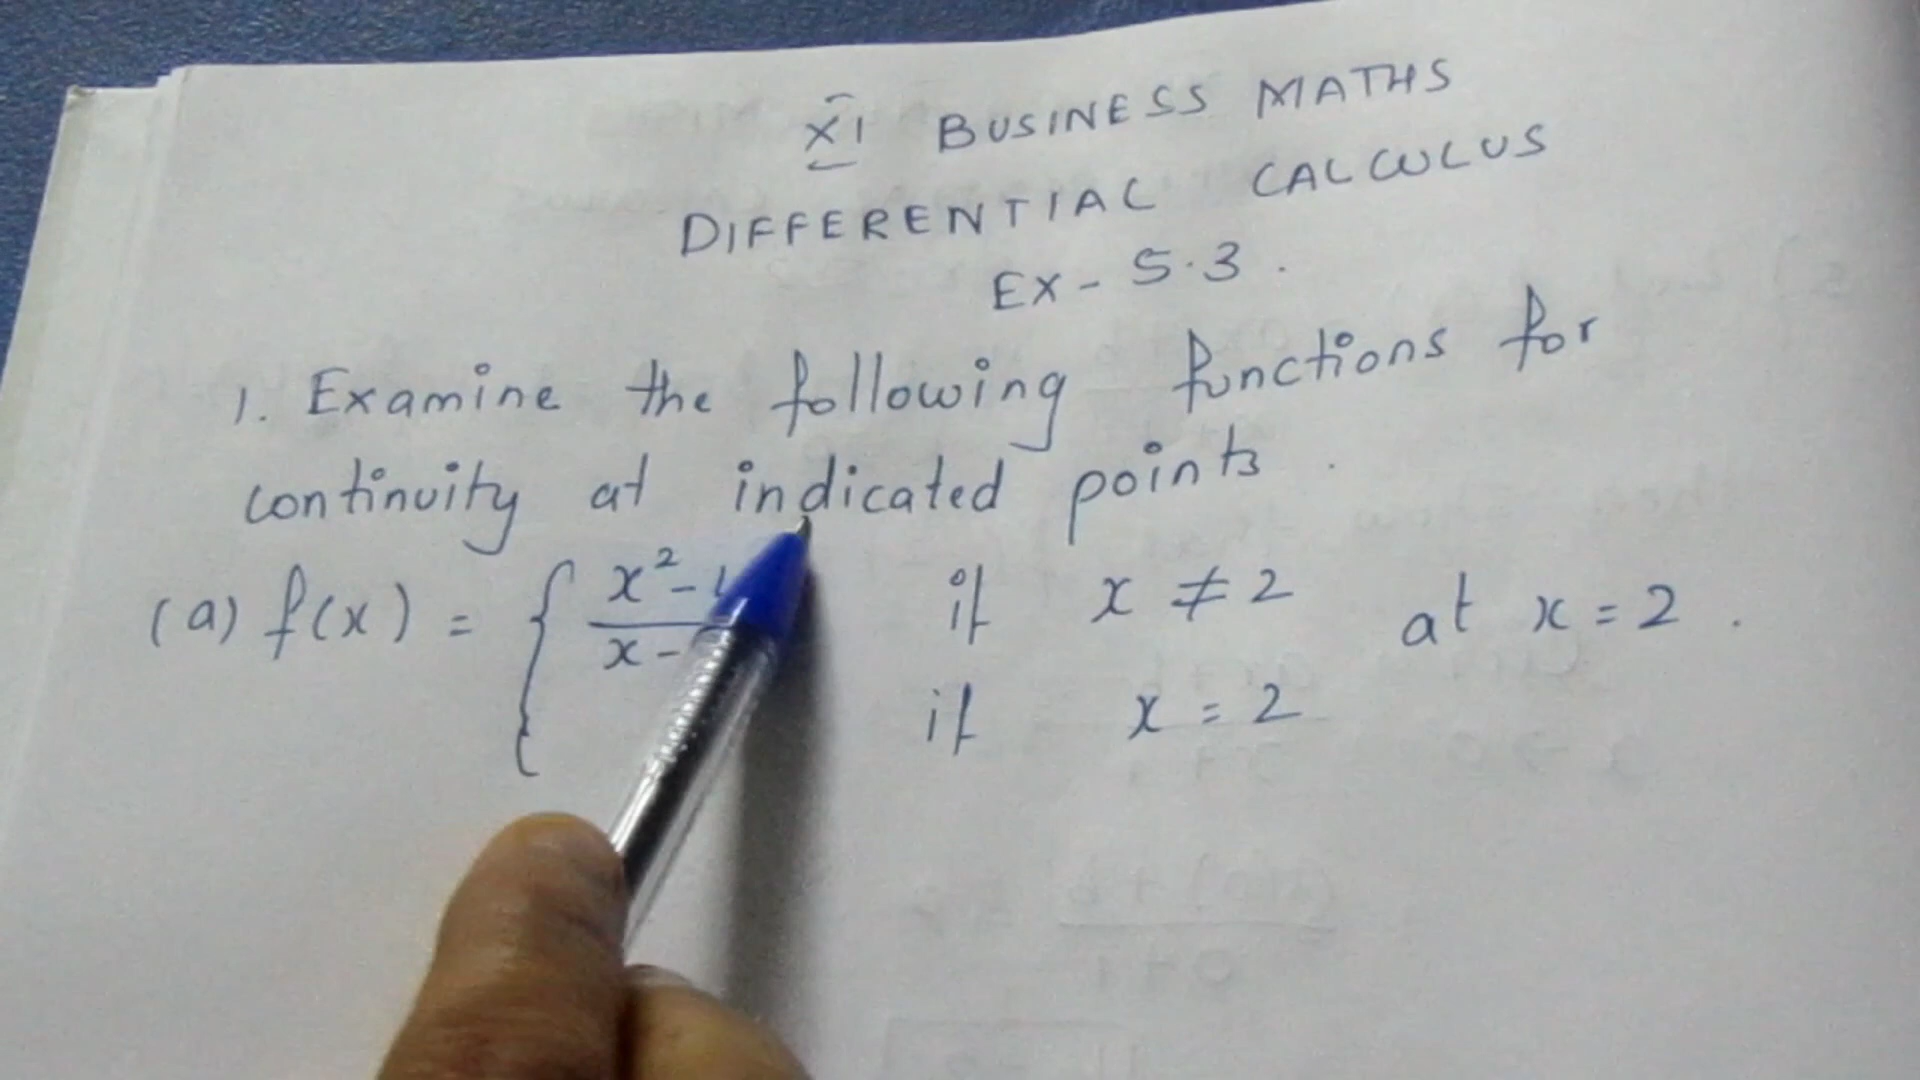 XI BUSINESS MATHS
DIFFERENTIAL CALCULUS
EX - 5.3.
1. Examine the following functions for
continuity at indicated points.
(a) f(x) = { x² - / x - if x ≠ 2 at x = 2.
if x = 2